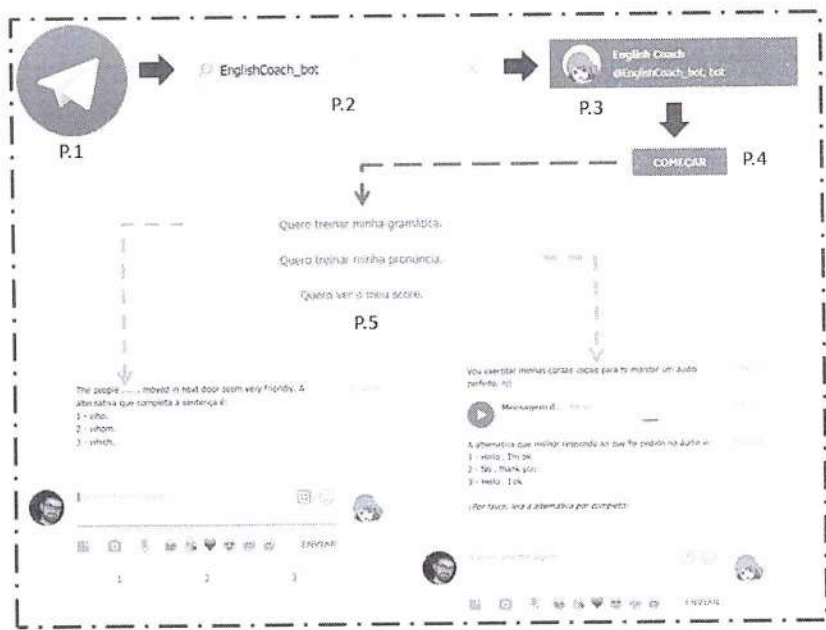 EnglishCoach_bot
P.2
English Coach
@EnglishCoach_bot, bot
P.3
P.1
COMEÇAR
P.4
Quero treinar minha gramática.
Quero treinar minha pronúncia.
Quero ver o meu score.
P.5
The people ...... moved in next door seem very friendly. A
alternativa que completa a sentença é:
1 - who.
2 - whom.
3 - which.
ENVIAR
1 2 3
Vou exercitar minhas cordas vocais para te mandar um áudio
perfeito.
Mensagem d...
A alternativa que melhor responde ao que foi pedido no áudio é:
1 - Hello, I'm ok
2 - No, thank you
3 - Hello, I ok
(Por favor, leia a alternativa por completo)
ENVIAR